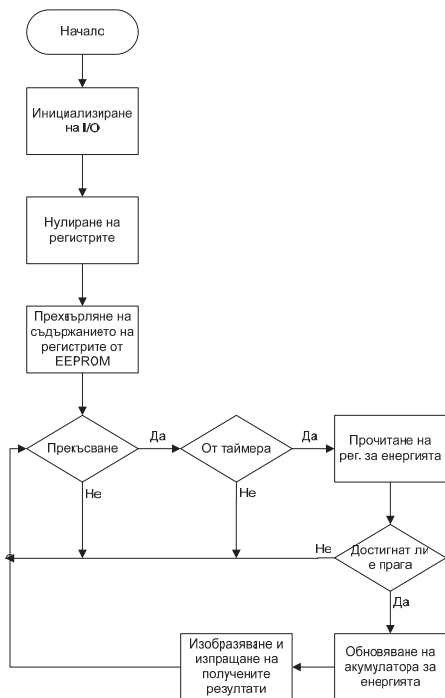 Начало
Инициализиране
на I/O
Нулиране на
регистрите
Прехвърляне на
съдържанието на
регистрите от
EEPROM
Прекъсване
Да
От таймера
Да
Прочитане на
рег. за енергията
Не
Не
Не
Достигнат ли
е прага
Да
Изобразяване и
изпращане на
получените
резултати
Обновяване на
акумулатора за
енергията